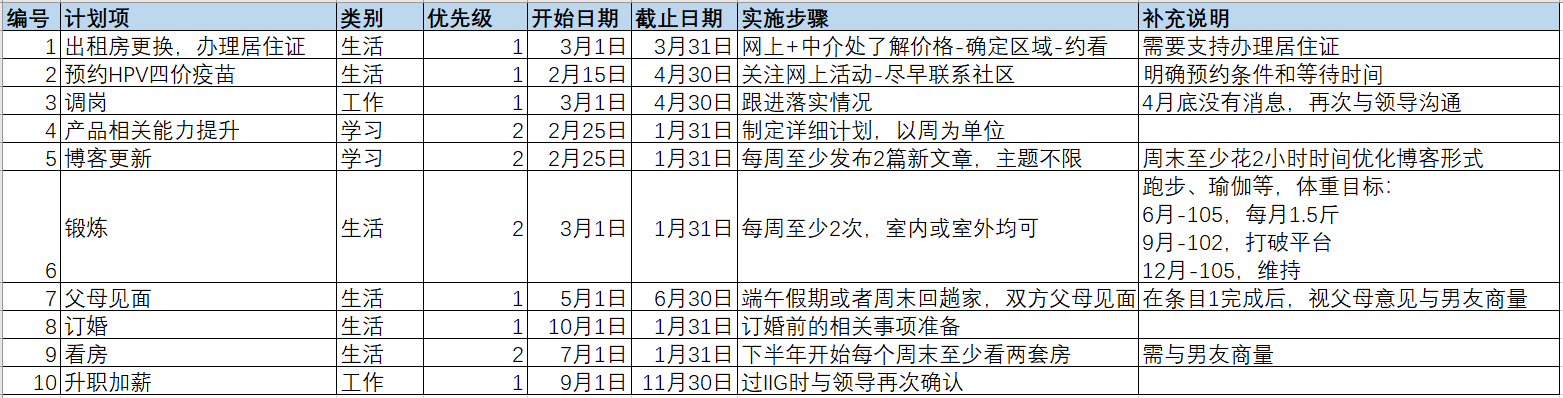 编号 计划项 类别 优先级 开始日期 截止日期 实施步骤 补充说明
1 出租房更换，办理居住证 生活 1 3月1日 3月31日 网上+中介处了解价格-确定区域-约看 需要支持办理居住证
2 预约HPV四价疫苗 生活 1 2月15日 4月30日 关注网上活动-尽早联系社区 明确预约条件和等待时间
3 调岗 工作 1 3月1日 4月30日 跟进落实情况 4月底没有消息，再次与领导沟通
4 产品相关能力提升 学习 2 2月25日 1月31日 制定详细计划，以周为单位
5 博客更新 学习 2 2月25日 1月31日 每周至少发布2篇新文章，主题不限 周末至少花2小时时间优化博客形式
6 锻炼 生活 2 3月1日 1月31日 每周至少2次，室内或室外均可 跑步、瑜伽等，体重目标：
6月-105，每月1.5斤
9月-102，打破平台
12月-105，维持
7 父母见面 生活 1 5月1日 6月30日 端午假期或者周末回趟家，双方父母见面 在条目1完成后，视父母意见与男友商量
8 订婚 生活 1 10月1日 1月31日 订婚前的相关事项准备
9 看房 生活 2 7月1日 1月31日 下半年开始每个周末至少看两套房 需与男友商量
10 升职加薪 工作 1 9月1日 11月30日 过IIG时与领导再次确认